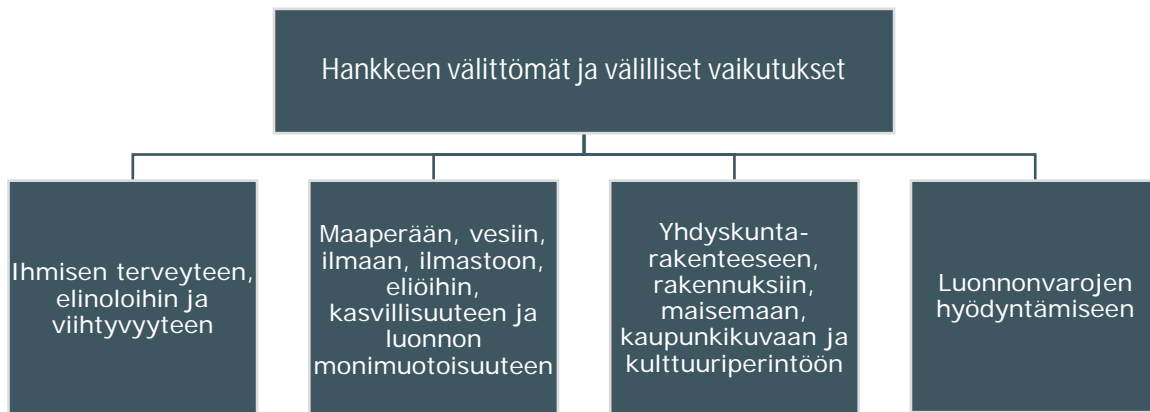 Hankkeen välittömät ja välilliset vaikutukset
Ihmisen terveyteen,
elinoloihin ja
viihtyvyyteen
Maaperään, vesiin,
ilmaan, ilmastoon,
eliöihin,
kasvillisuuteen ja
luonnon
monimuotoisuuteen
Yhdyskunta-
rakenteeseen,
rakennuksiin,
maisemaan,
kaupunkikuvaan ja
kulttuuriperintöön
Luonnonvarojen
hyödyntämiseen